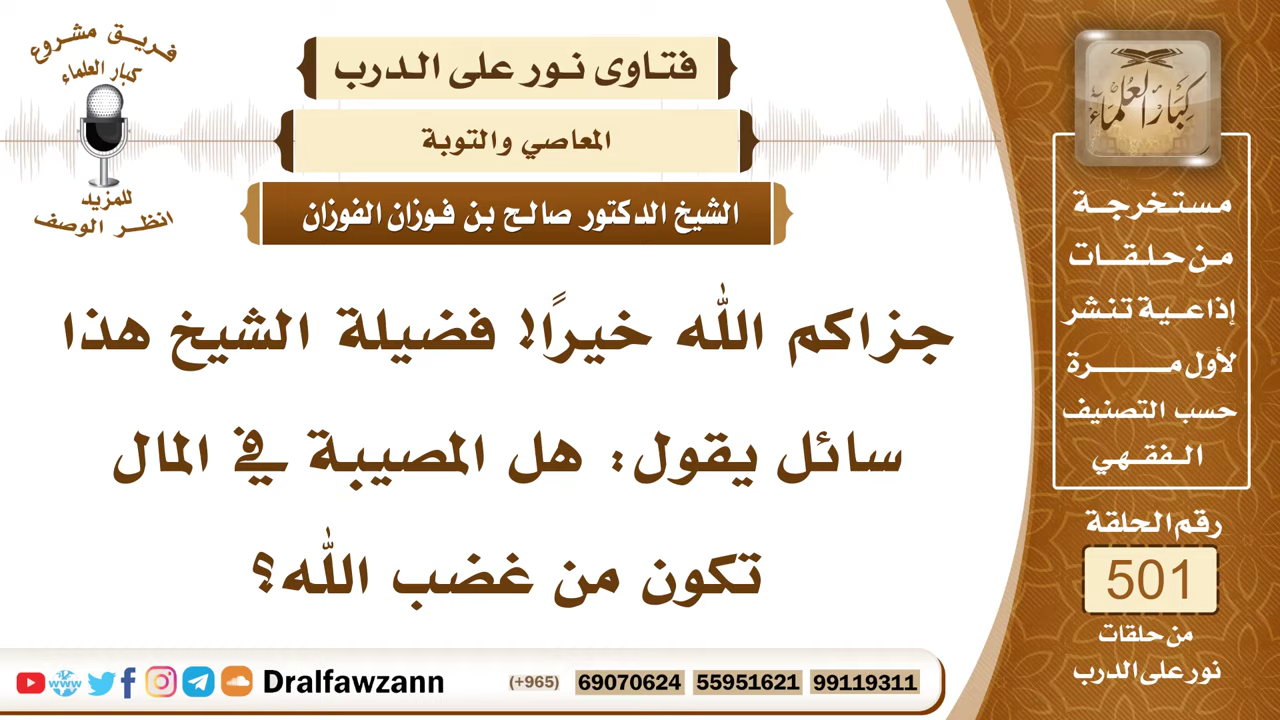 فريق مشروع
كبار العلماء
للمزيد
انظر الوصف
فتاوى نور على الدرب
المعاصي والتوبة
الشيخ الدكتور صالح بن فوزان الفوزان
جزاكم الله خيرًا! فضيلة الشيخ هذا
سائل يقول: هل المصيبة في المال
تكون من غضب الله؟
كبار العلماء
مستخرجة
من حلقات
إذاعية تنشر
لأول مرة
حسب التصنيف
الفقهي
رقم الحلقة
501
من حلقات
نور على الدرب
www Dralfawzann (+965) 69070624 55951621 99119311